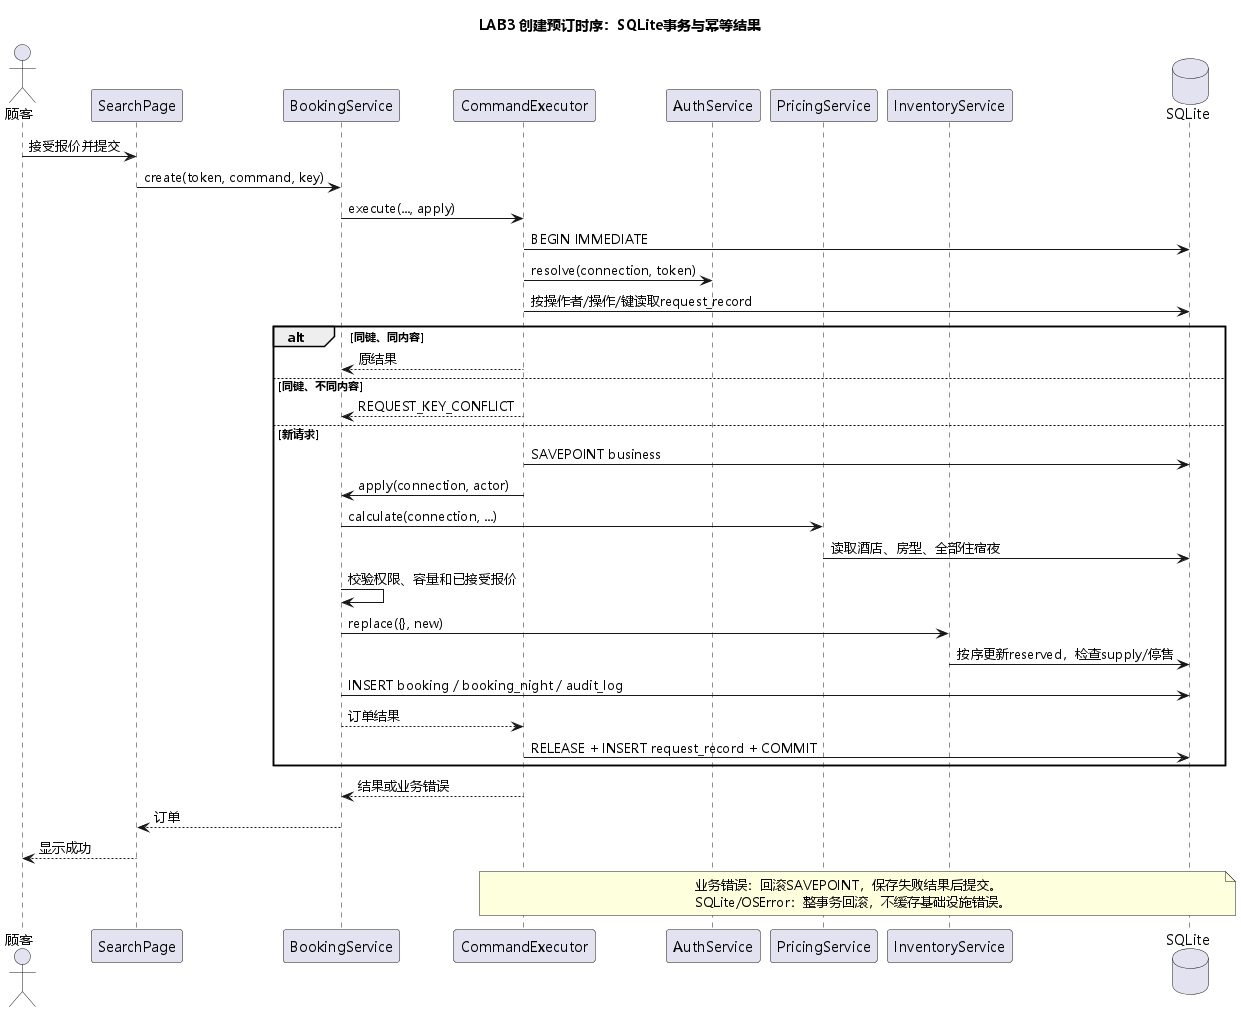 LAB3 创建预订时序：SQLite事务与幂等结果
顾客
SearchPage
BookingService
CommandExecutor
AuthService
PricingService
InventoryService
SQLite
接受报价并提交
create(token, command, key)
execute(..., apply)
BEGIN IMMEDIATE
resolve(connection, token)
按操作者/操作/键读取request_record
alt
[同键、同内容]
原结果
[同键、不同内容]
REQUEST_KEY_CONFLICT
[新请求]
SAVEPOINT business
apply(connection, actor)
calculate(connection, ...)
读取酒店、房型、全部住宿夜
校验权限、容量和已接受报价
replace({}, new)
按序更新reserved，检查supply/停售
INSERT booking / booking_night / audit_log
订单结果
RELEASE + INSERT request_record + COMMIT
结果或业务错误
订单
显示成功
业务错误：回滚SAVEPOINT，保存失败结果后提交。
SQLite/OSError：整事务回滚，不缓存基础设施错误。
顾客
SearchPage
BookingService
CommandExecutor
AuthService
PricingService
InventoryService
SQLite